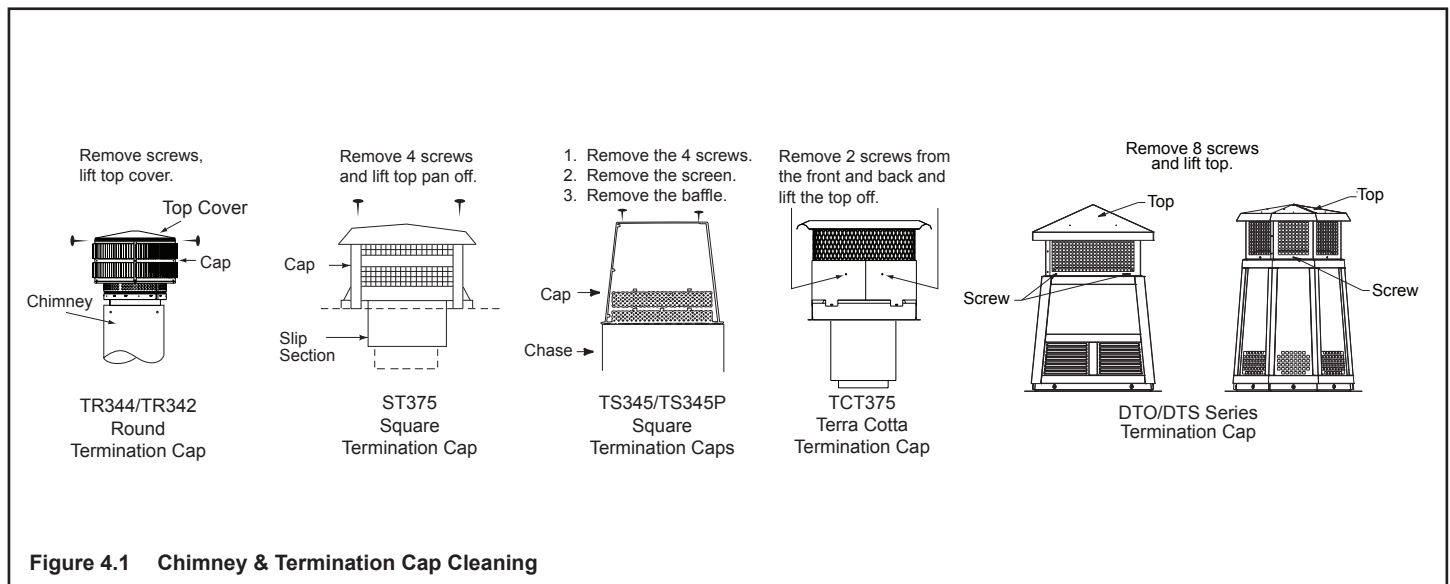 Remove screws,
lift top cover.
Top Cover
Cap
Chimney
TR344/TR342
Round
Termination Cap
Remove 4 screws
and lift top pan off.
Cap
Slip
Section
ST375
Square
Termination Cap
1. Remove the 4 screws.
2. Remove the screen.
3. Remove the baffle.
Cap
Chase
TS345/TS345P
Square
Termination Caps
Remove 2 screws from
the front and back and
lift the top off.
TCT375
Terra Cotta
Termination Cap
Remove 8 screws
and lift top.
Top
Top
Screw
Screw
DTO/DTS Series
Termination Cap
Figure 4.1 Chimney & Termination Cap Cleaning